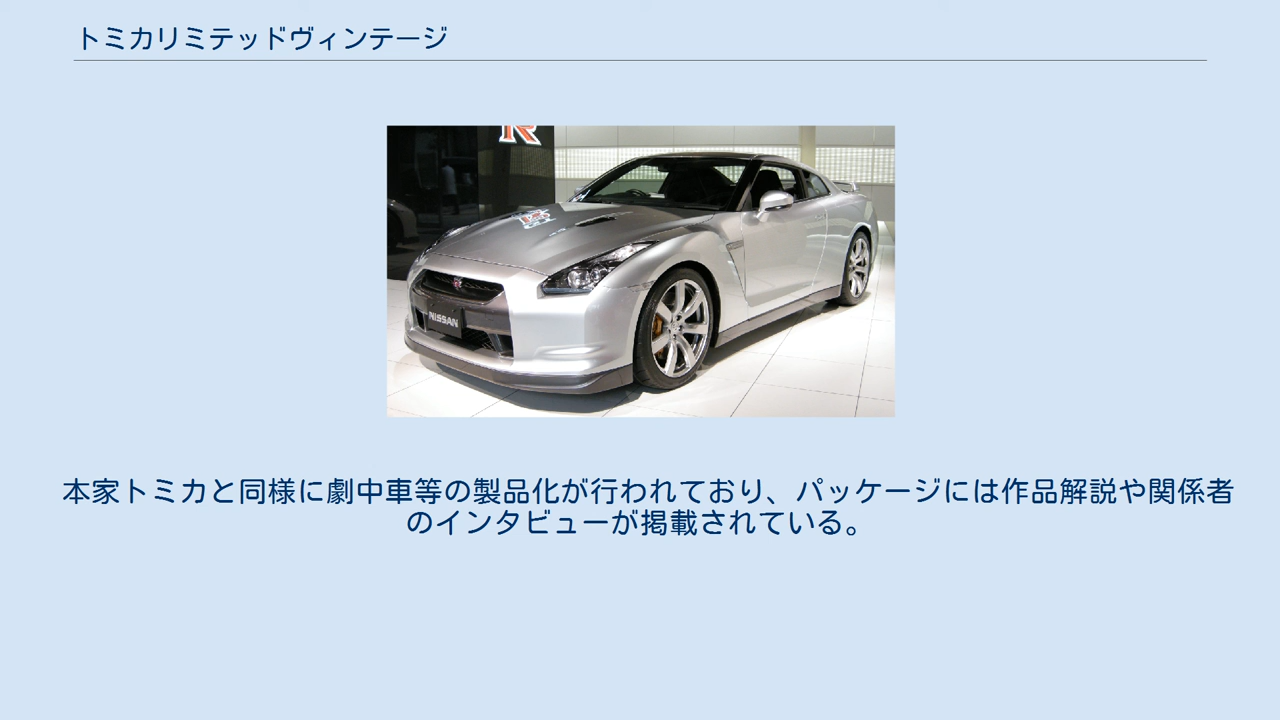 トミカリミテッドヴィンテージ
R
NISSAN
本家トミカと同様に劇中車等の製品化が行われており、パッケージには作品解説や関係者
のインタビューが掲載されている。